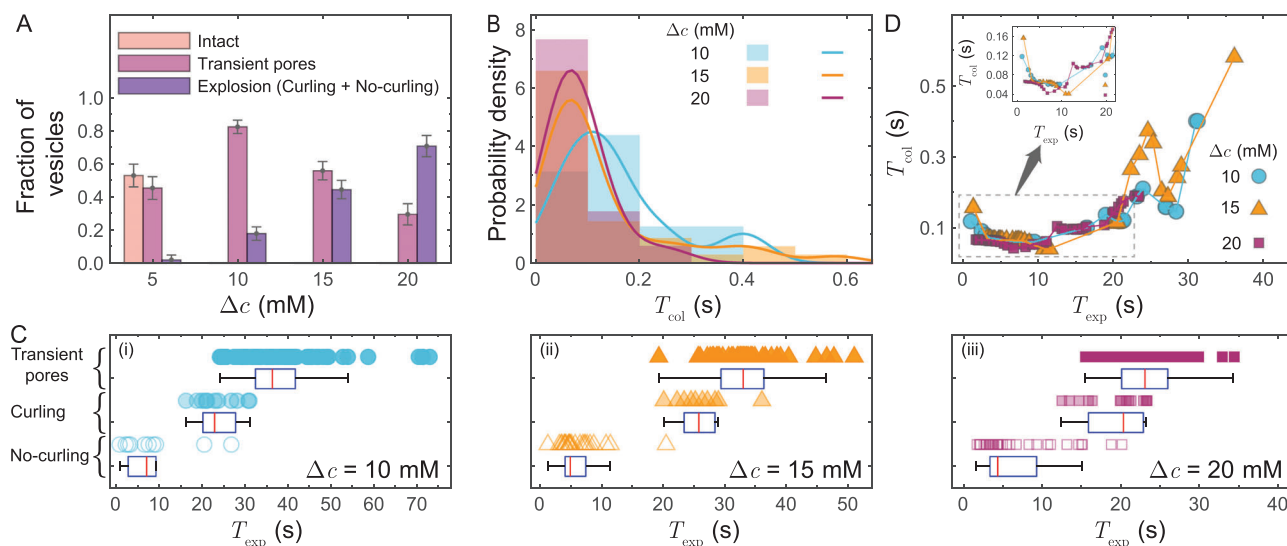 A
Intact
Transient pores
Explosion (Curling + No-curling)
Fraction of
vesicles
1.0
0.8
0.6
0.4
0.2
0.0
5 10 15 20
Δc (mM)
B
Probability density
8
6
4
2
0
Δc (mM)
10
15
20
0 0.2 0.4 0.6
T_col (s)
D
T_col (s)
0.5
0.3
0.1
T_col (s)
0.16
0.12
0.08
0.04
0 5 10 15 20
T_exp (s)
Δc
(mM)
10
15
20
0 10 20 30 40
T_exp (s)
C
Transient
pores
Curling
No-curling
(i)
Δc = 10 mM
0 10 20 30 40 50 60 70
T_exp (s)
(ii)
Δc = 15 mM
0 10 20 30 40 50
T_exp (s)
(iii)
Δc = 20 mM
0 10 20 30 40
T_exp (s)